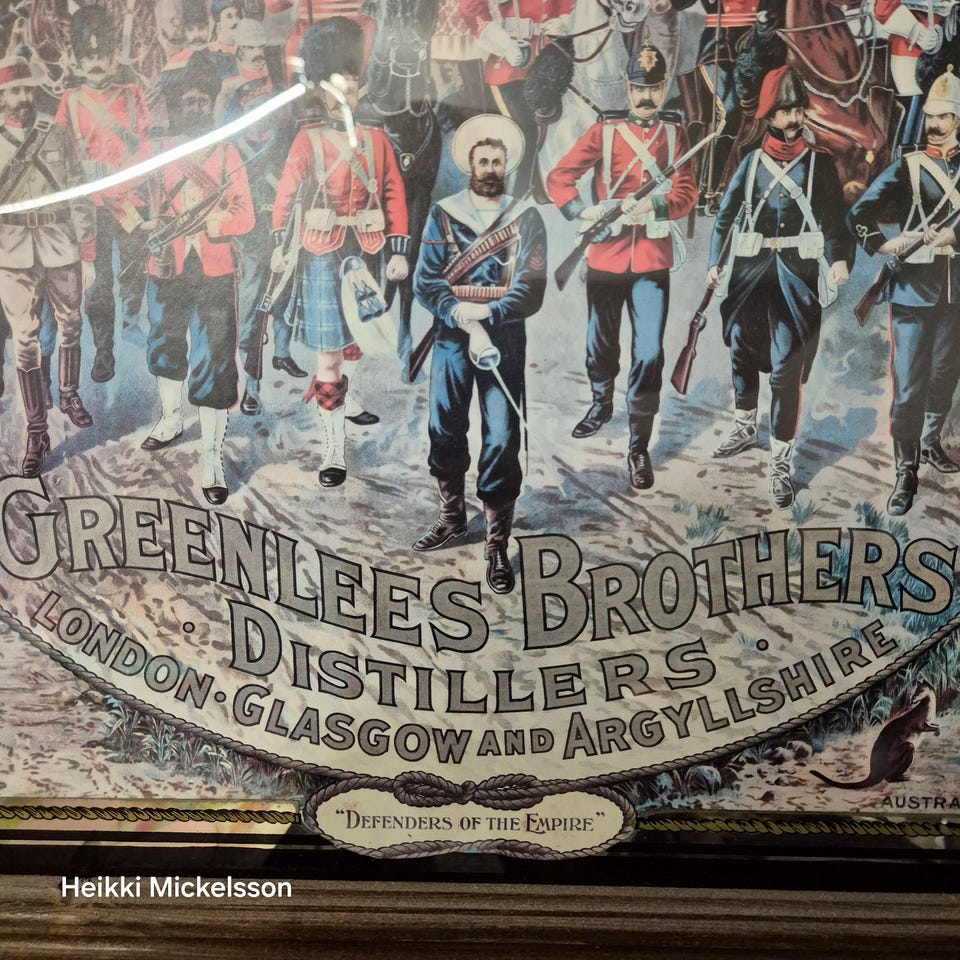 GREENLEES BROTHERS
· DISTILLERS ·
LONDON · GLASGOW AND ARGYLLSHIRE
AUSTRA
"DEFENDERS OF THE EMPIRE"
Heikki Mickelsson